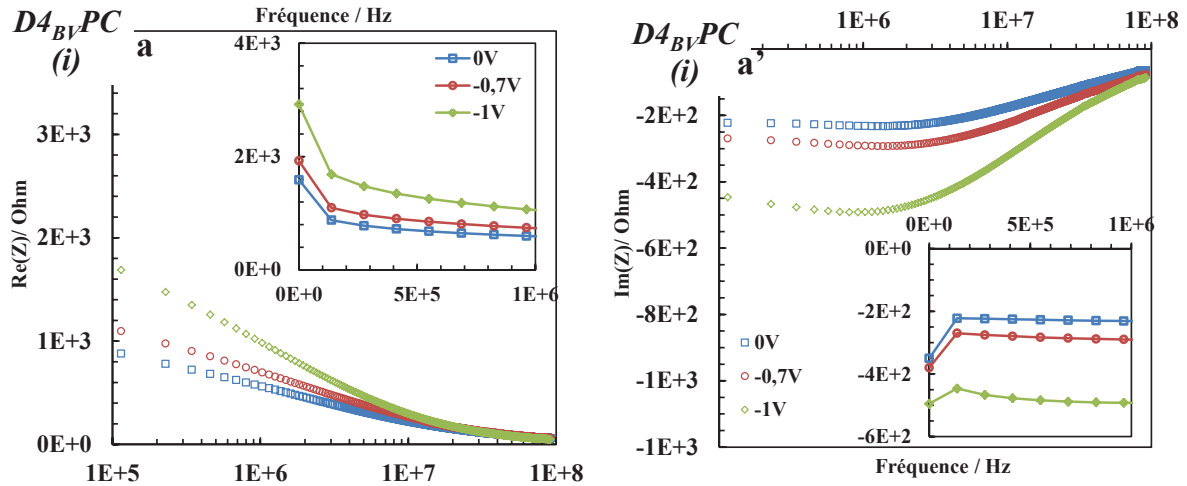 D4BVPC
(i)
a
Fréquence / Hz
4E+3
2E+3
0E+0
0E+0
5E+5
1E+6
0V
-0,7V
-1V
Re(Z)/ Ohm
3E+3
2E+3
1E+3
0E+0
1E+5
1E+6
1E+7
1E+8
D4BVPC
(i)
a’
1E+6
1E+7
1E+8
Im(Z)/ Ohm
-2E+2
-4E+2
-6E+2
-8E+2
-1E+3
-1E+3
0V
-0,7V
-1V
0E+0
5E+5
1E+6
0E+0
-2E+2
-4E+2
-6E+2
Fréquence / Hz